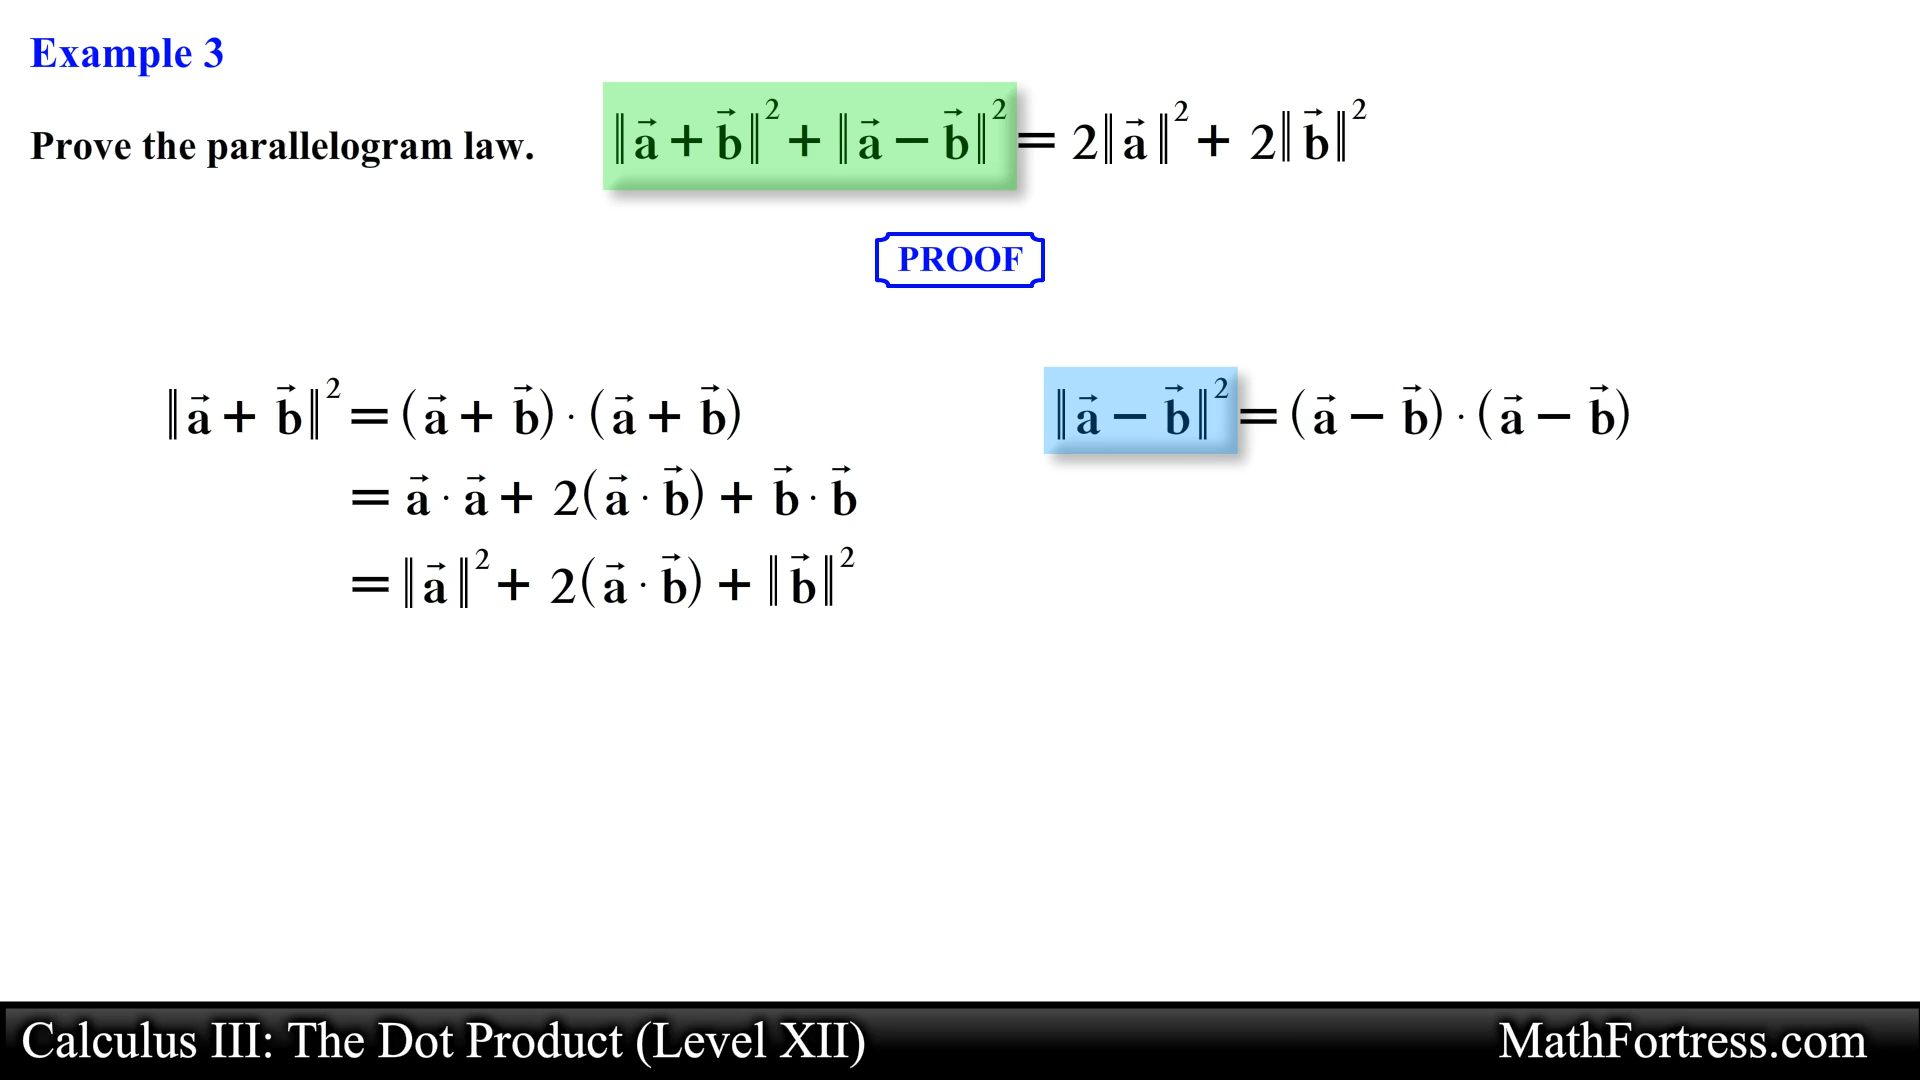 Example 3
Prove the parallelogram law. ‖a⃗ + b⃗‖² + ‖a⃗ − b⃗‖² = 2‖a⃗‖² + 2‖b⃗‖²
PROOF
‖a⃗ + b⃗‖² = (a⃗ + b⃗) · (a⃗ + b⃗)
= a⃗ · a⃗ + 2(a⃗ · b⃗) + b⃗ · b⃗
= ‖a⃗‖² + 2(a⃗ · b⃗) + ‖b⃗‖²
‖a⃗ − b⃗‖² = (a⃗ − b⃗) · (a⃗ − b⃗)
Calculus III: The Dot Product (Level XII)
MathFortress.com